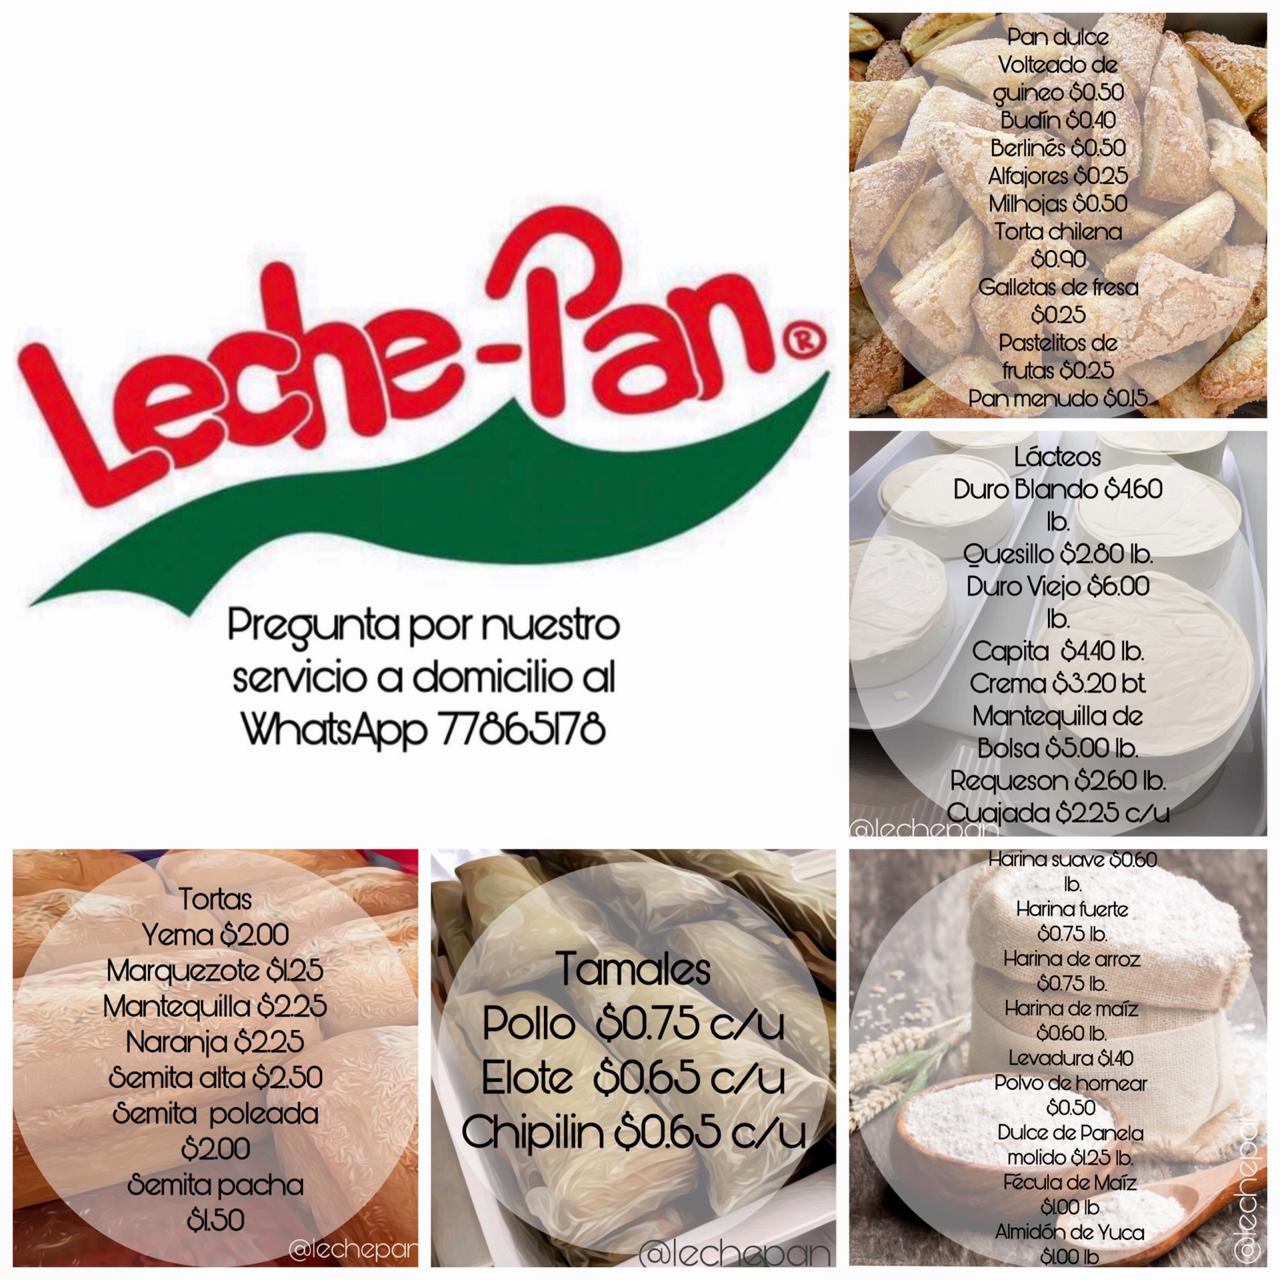 Leche-Pan®
Pregunta por nuestro
servicio a domicilio al
WhatsApp 77865178
Pan dulce
Volteado de
guineo $0.50
Budín $0.40
Berlinés $0.50
Alfajores $0.25
Milhojas $0.50
Torta chilena
$0.90
Galletas de fresa
$0.25
Pastelitos de
frutas $0.25
Pan menudo $0.15
Lácteos
Duro Blando $4.60
lb.
Quesillo $2.80 lb.
Duro Viejo $6.00
lb.
Capita $4.40 lb.
Crema $3.20 bt
Mantequilla de
Bolsa $5.00 lb.
Requeson $2.60 lb.
Cuajada $2.25 c/u
@lechepan
Tortas
Yema $2.00
Marquezote $1.25
Mantequilla $2.25
Naranja $2.25
Semita alta $2.50
Semita poleada
$2.00
Semita pacha
$1.50
@lechepan
Tamales
Pollo $0.75 c/u
Elote $0.65 c/u
Chipilin $0.65 c/u
@lechepan
Harina suave $0.60
lb.
Harina fuerte
$0.75 lb.
Harina de arroz
$0.75 lb.
Harina de maíz
$0.60 lb.
Levadura $1.40
Polvo de hornear
$0.50
Dulce de Panela
molido $1.25 lb.
Fécula de Maíz
$1.00 lb
Almidón de Yuca
$1.00 lb
@lechepan